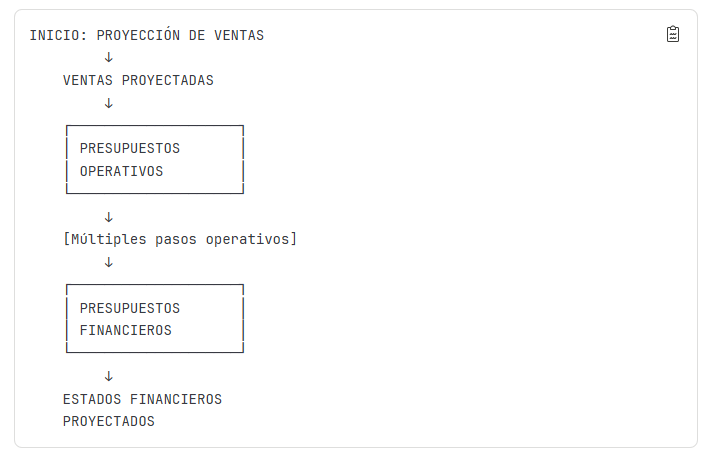 INICIO: PROYECCIÓN DE VENTAS
↓
VENTAS PROYECTADAS
↓
PRESUPUESTOS
OPERATIVOS
↓
[Múltiples pasos operativos]
↓
PRESUPUESTOS
FINANCIEROS
↓
ESTADOS FINANCIEROS
PROYECTADOS